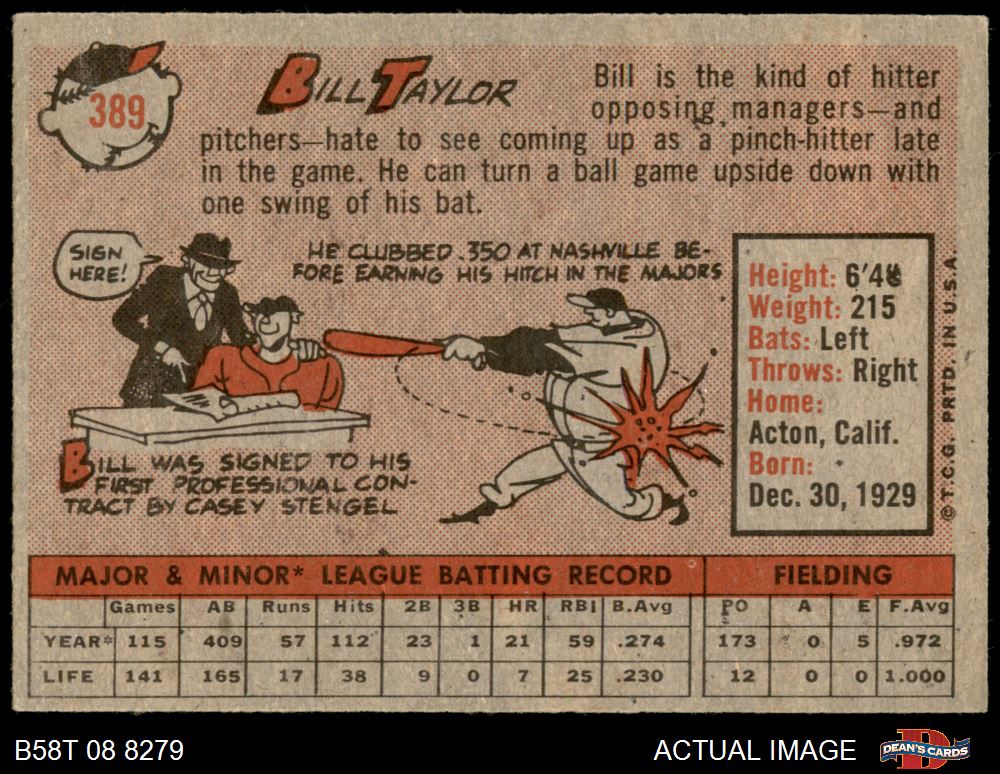 389
BILL TAYLOR
Bill is the kind of hitter
opposing managers—and
pitchers—hate to see coming up as a pinch-hitter late
in the game. He can turn a ball game upside down with
one swing of his bat.
SIGN
HERE!
HE CLUBBED .350 AT NASHVILLE BE-
FORE EARNING HIS HITCH IN THE MAJORS
BILL WAS SIGNED TO HIS
FIRST PROFESSIONAL CON-
TRACT BY CASEY STENGEL
Height: 6'4
Weight: 215
Bats: Left
Throws: Right
Home:
Acton, Calif.
Born:
Dec. 30, 1929
©T.C.G. PRTD. IN U.S.A.
MAJOR & MINOR* LEAGUE BATTING RECORD FIELDING
Games AB Runs Hits 2B 3B HR RBI B.Avg PO A E F.Avg
YEAR* 115 409 57 112 23 1 21 59 .274 173 0 5 .972
LIFE 141 165 17 38 9 0 7 25 .230 12 0 0 1.000
B58T 08 8279 ACTUAL IMAGE DEAN'S CARDS